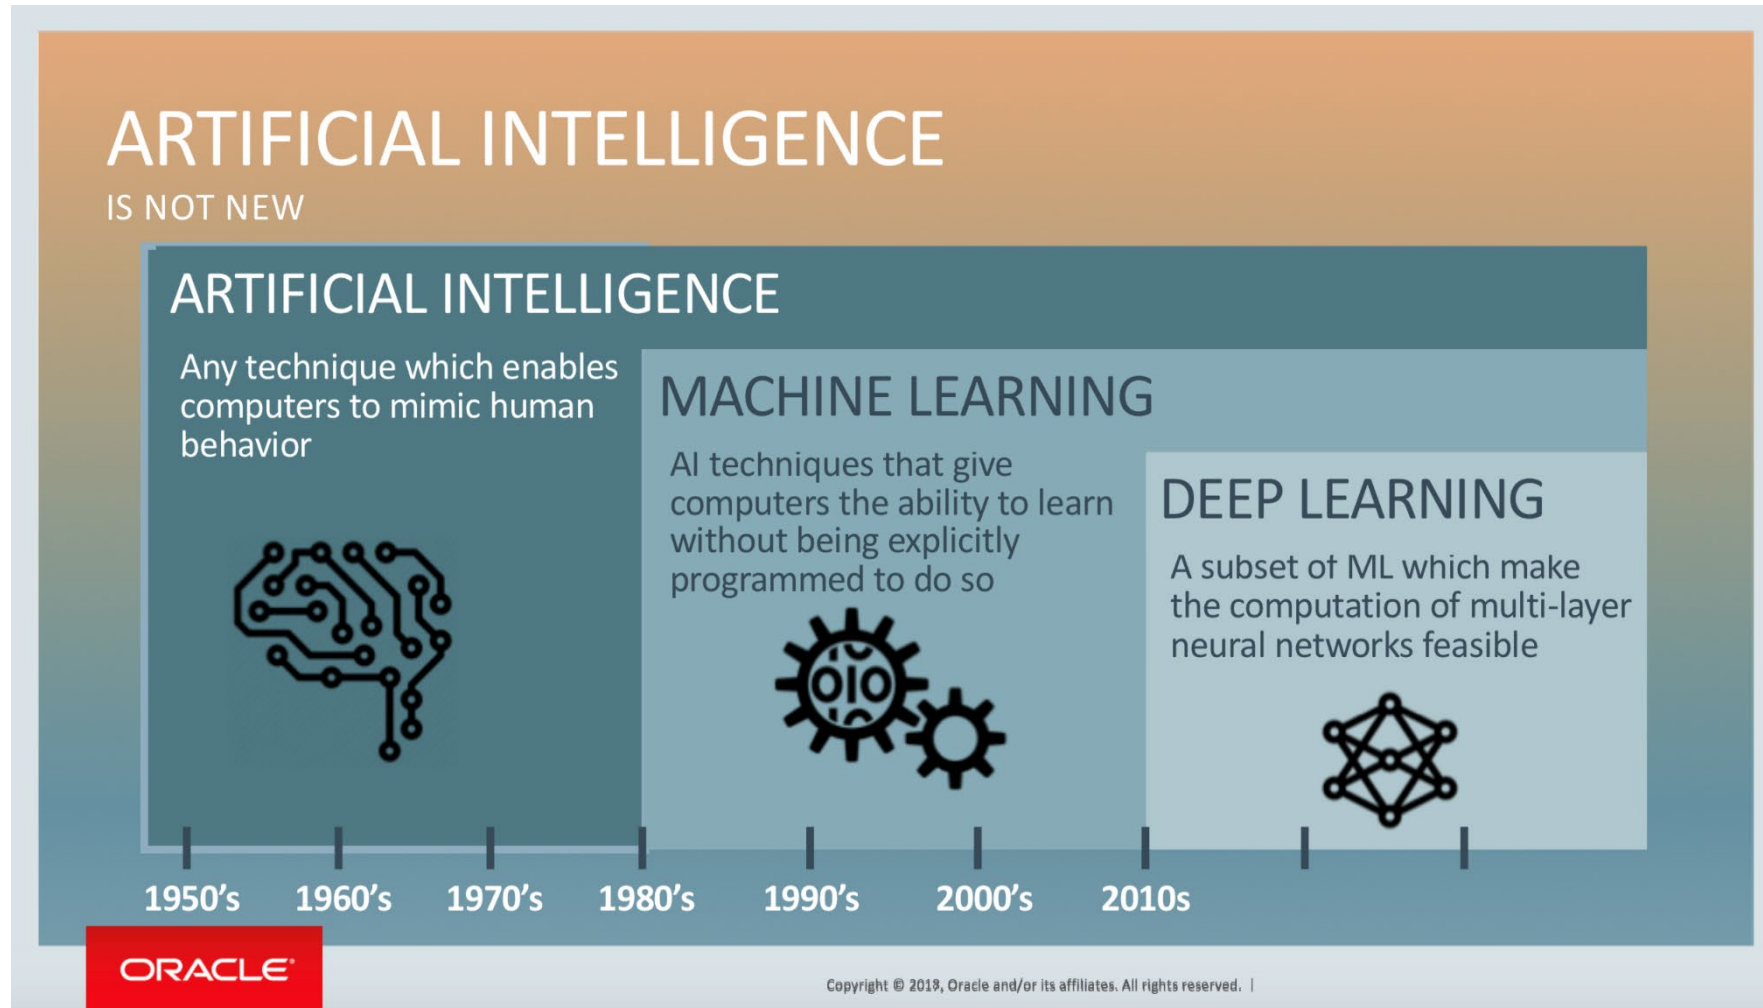 ARTIFICIAL INTELLIGENCE
IS NOT NEW
ARTIFICIAL INTELLIGENCE
Any technique which enables
computers to mimic human
behavior
MACHINE LEARNING
AI techniques that give
computers the ability to learn
without being explicitly
programmed to do so
DEEP LEARNING
A subset of ML which make
the computation of multi-layer
neural networks feasible
1950's 1960's 1970's 1980's 1990's 2000's 2010s
ORACLE
Copyright © Oracle and/or its affiliates. All rights reserved. |